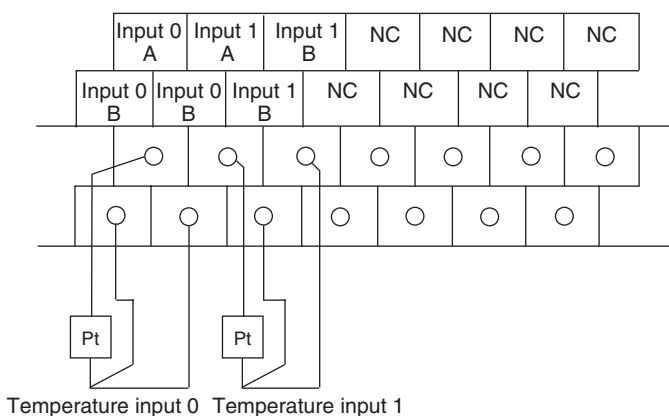 Input 0 Input 1 Input 1 NC NC NC NC
A A B
Input 0 Input 0 Input 1 NC NC NC NC
B B B
Pt Pt
Temperature input 0 Temperature input 1